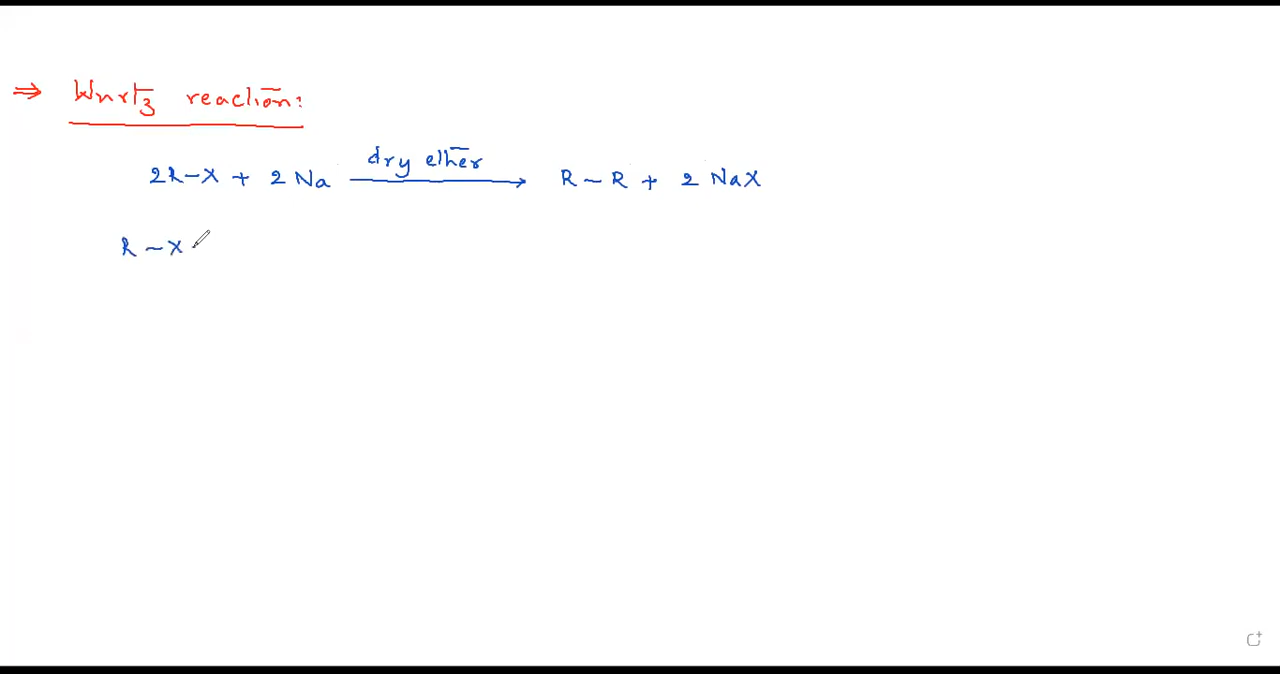 ⇒ Wurtz reaction:
2R-X + 2 Na dry ether → R - R + 2 NaX
R - X